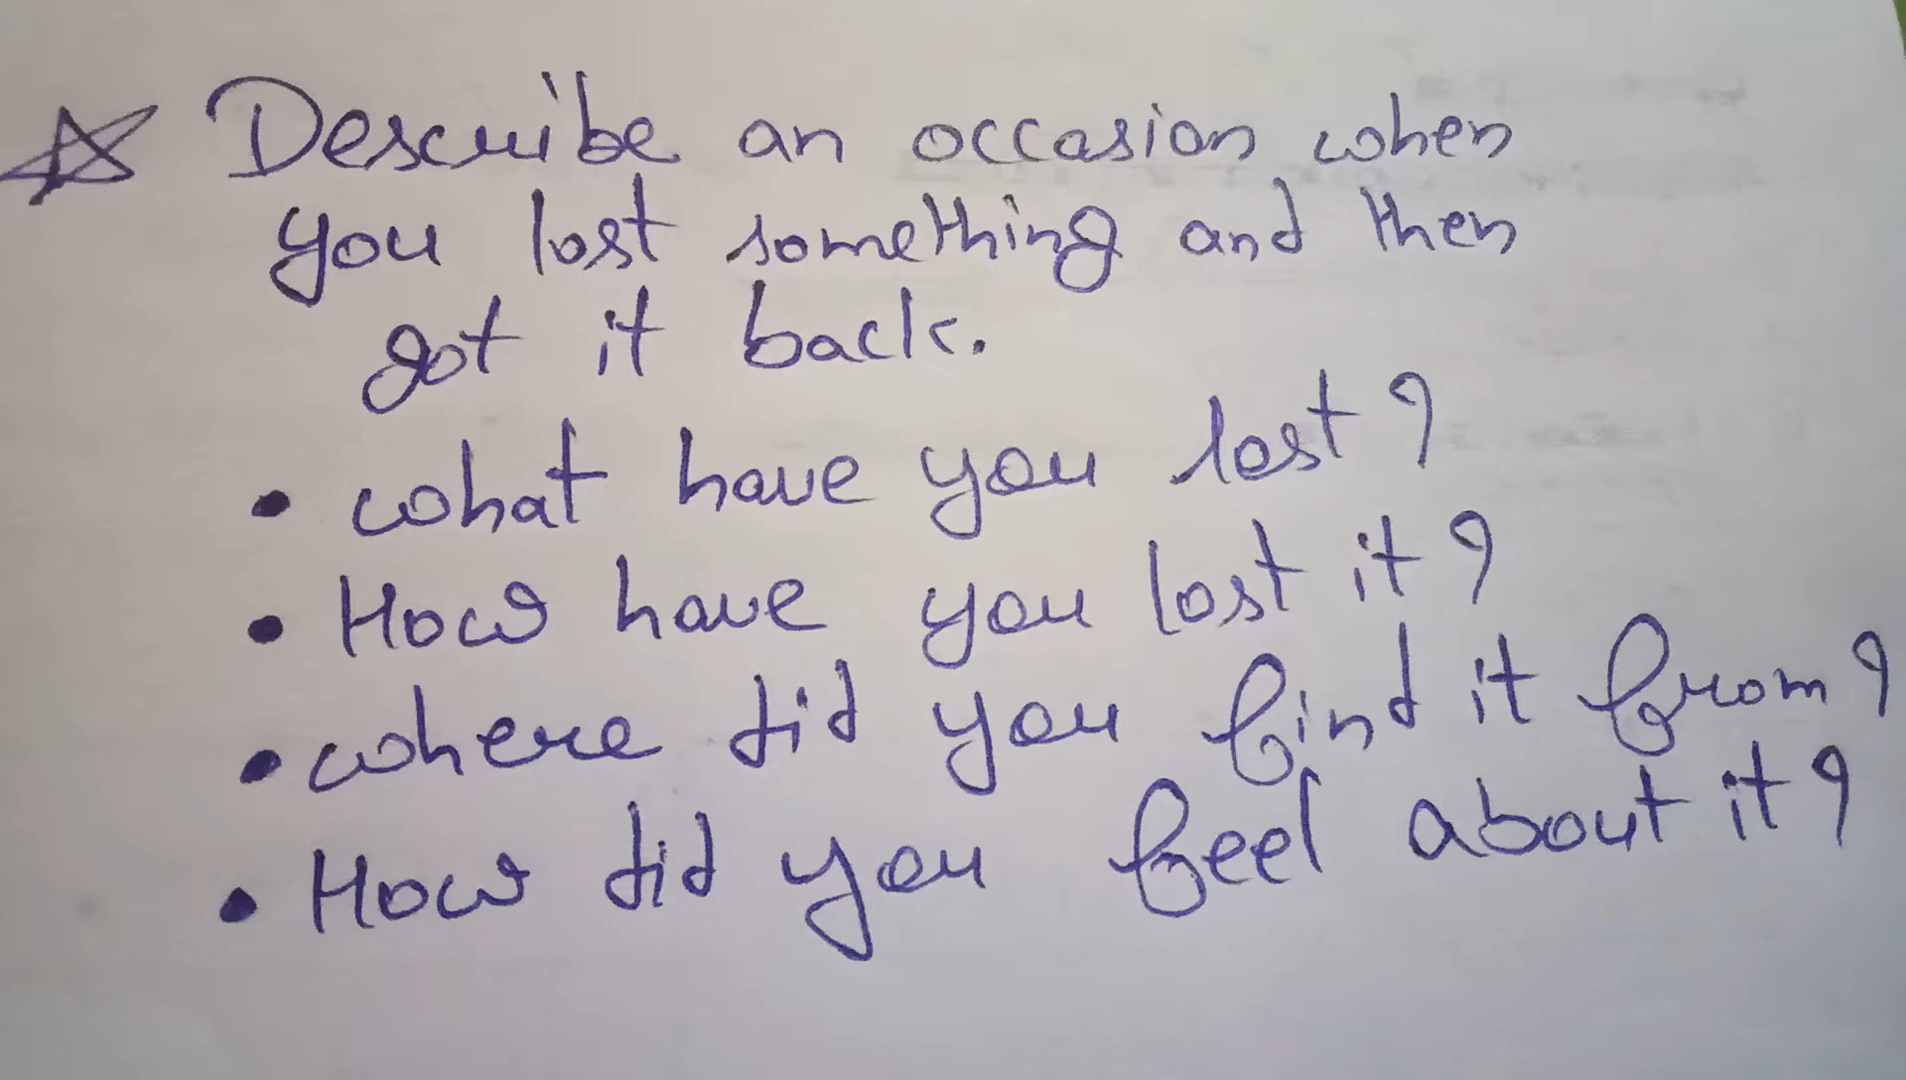 Describe an occasion when
you lost something and then
got it back.
• what have you lost?
• How have you lost it?
• where did you find it from?
• How did you feel about it?